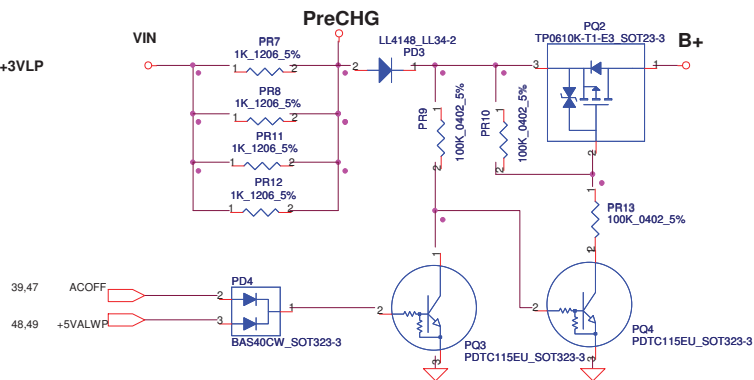 PreCHG
VIN
+3VLP
PR7
1K_1206_5%
1 2
PR8
1K_1206_5%
1 2
PR11
1K_1206_5%
1 2
PR12
1K_1206_5%
1 2
LL4148_LL34-2
PD3
2 1
PQ2
TP0610K-T1-E3_SOT23-3
B+
3 1
2
PR9
100K_0402_5%
1 2
PR10
100K_0402_5%
1 2
PR13
100K_0402_5%
1 2
39,47 ACOFF
48,49 +5VALWP
PD4
2 1
3
BAS40CW_SOT323-3
1
2
3
PQ3
PDTC115EU_SOT323-3
1
2
3
PQ4
PDTC115EU_SOT323-3